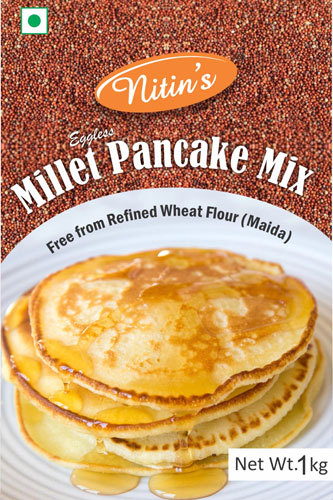 Nitin's
Eggless
Millet Pancake Mix
Free from Refined Wheat Flour (Maida)
Net Wt.1kg